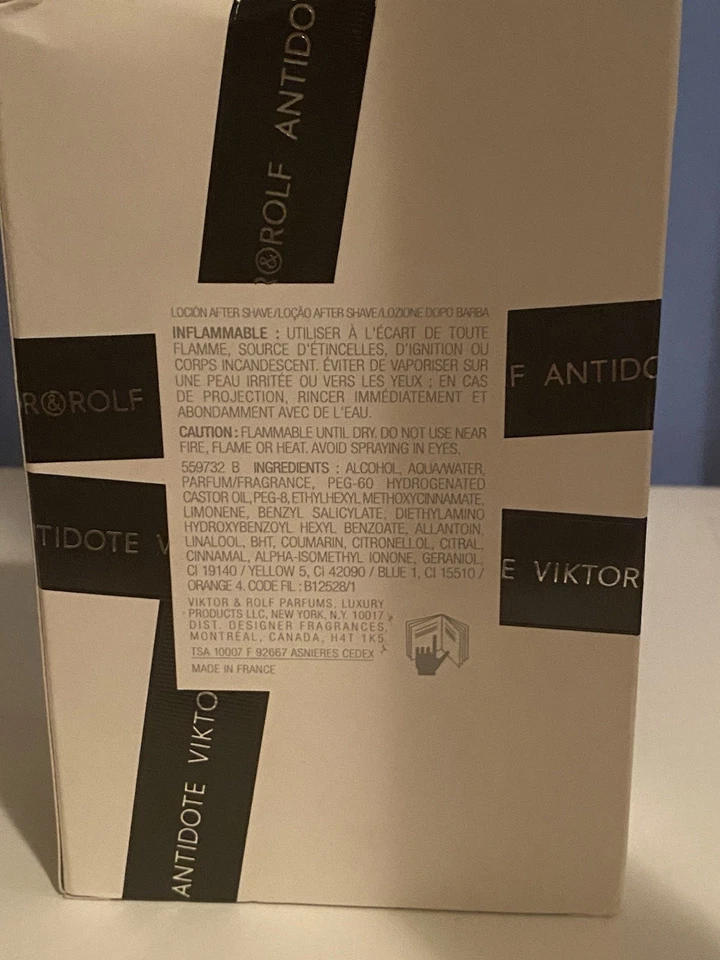 R&ROLF ANTIDO
LOCIÓN AFTER SHAVE/LOÇÃO AFTER SHAVE/LOZIONE DOPO BARBA
INFLAMMABLE : UTILISER À L'ÉCART DE TOUTE
FLAMME, SOURCE D'ÉTINCELLES, D'IGNITION OU
CORPS INCANDESCENT. ÉVITER DE VAPORISER SUR
UNE PEAU IRRITÉE OU VERS LES YEUX ; EN CAS
DE PROJECTION, RINCER IMMÉDIATEMENT ET
ABONDAMMENT AVEC DE L'EAU.
CAUTION : FLAMMABLE UNTIL DRY. DO NOT USE NEAR
FIRE, FLAME OR HEAT. AVOID SPRAYING IN EYES.
559732 B INGREDIENTS : ALCOHOL, AQUA/WATER,
PARFUM/FRAGRANCE, PEG-60 HYDROGENATED
CASTOR OIL, PEG-8, ETHYLHEXYL METHOXYCINNAMATE,
LIMONENE, BENZYL SALICYLATE, DIETHYLAMINO
HYDROXYBENZOYL HEXYL BENZOATE, ALLANTOIN,
LINALOOL, BHT, COUMARIN, CITRONELLOL, CITRAL,
CINNAMAL, ALPHA-ISOMETHYL IONONE, GERANIOL,
CI 19140 / YELLOW 5, CI 42090 / BLUE 1, CI 15510 /
ORANGE 4. CODE FIL : B12528/1
VIKTOR & ROLF PARFUMS, LUXURY
PRODUCTS LLC, NEW YORK, N.Y. 10017
DIST. DESIGNER FRAGRANCES,
MONTRÉAL, CANADA, H4T 1K5
TSA 10007 F 92667 ASNIERES CEDEX
MADE IN FRANCE
R&ROLF
F ANTIDO
TIDOTE V
E VIKTOR
ANTIDOTE VIKTO